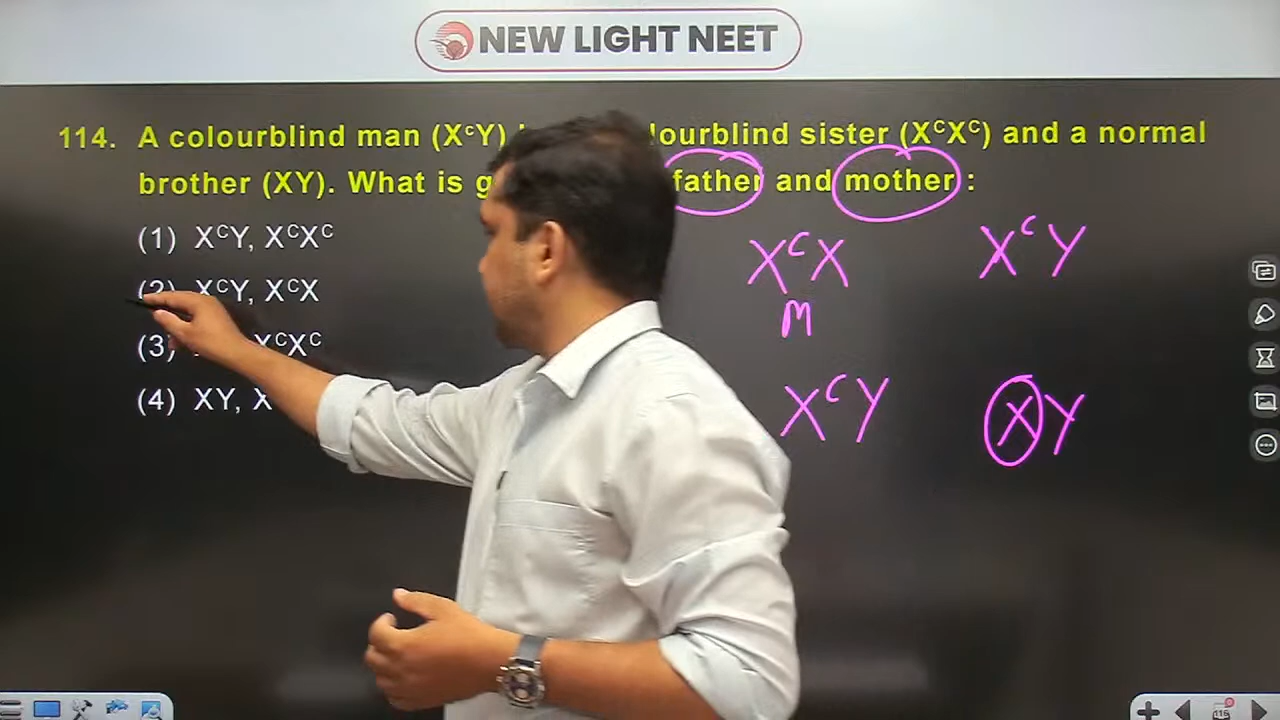 NEW LIGHT NEET
114. A colourblind man (XᶜY) lourblind sister (XᶜXᶜ) and a normal
brother (XY). What is g father and mother :
(1) XᶜY, XᶜXᶜ
(2) XᶜY, XᶜX
(3) XᶜXᶜ
(4) XY, X
XᶜX XᶜY
M
XᶜY XY